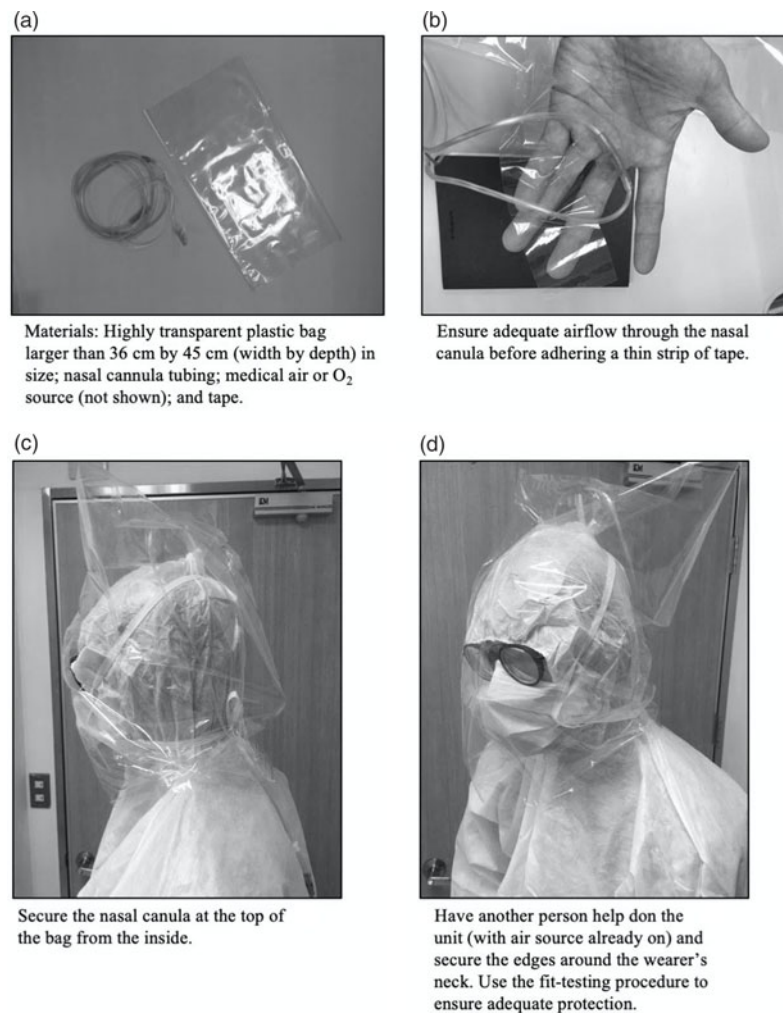 (a)
Materials: Highly transparent plastic bag
larger than 36 cm by 45 cm (width by depth) in
size; nasal cannula tubing; medical air or O₂
source (not shown); and tape.
(b)
Ensure adequate airflow through the nasal
canula before adhering a thin strip of tape.
(c)
Secure the nasal canula at the top of
the bag from the inside.
(d)
Have another person help don the
unit (with air source already on) and
secure the edges around the wearer's
neck. Use the fit-testing procedure to
ensure adequate protection.